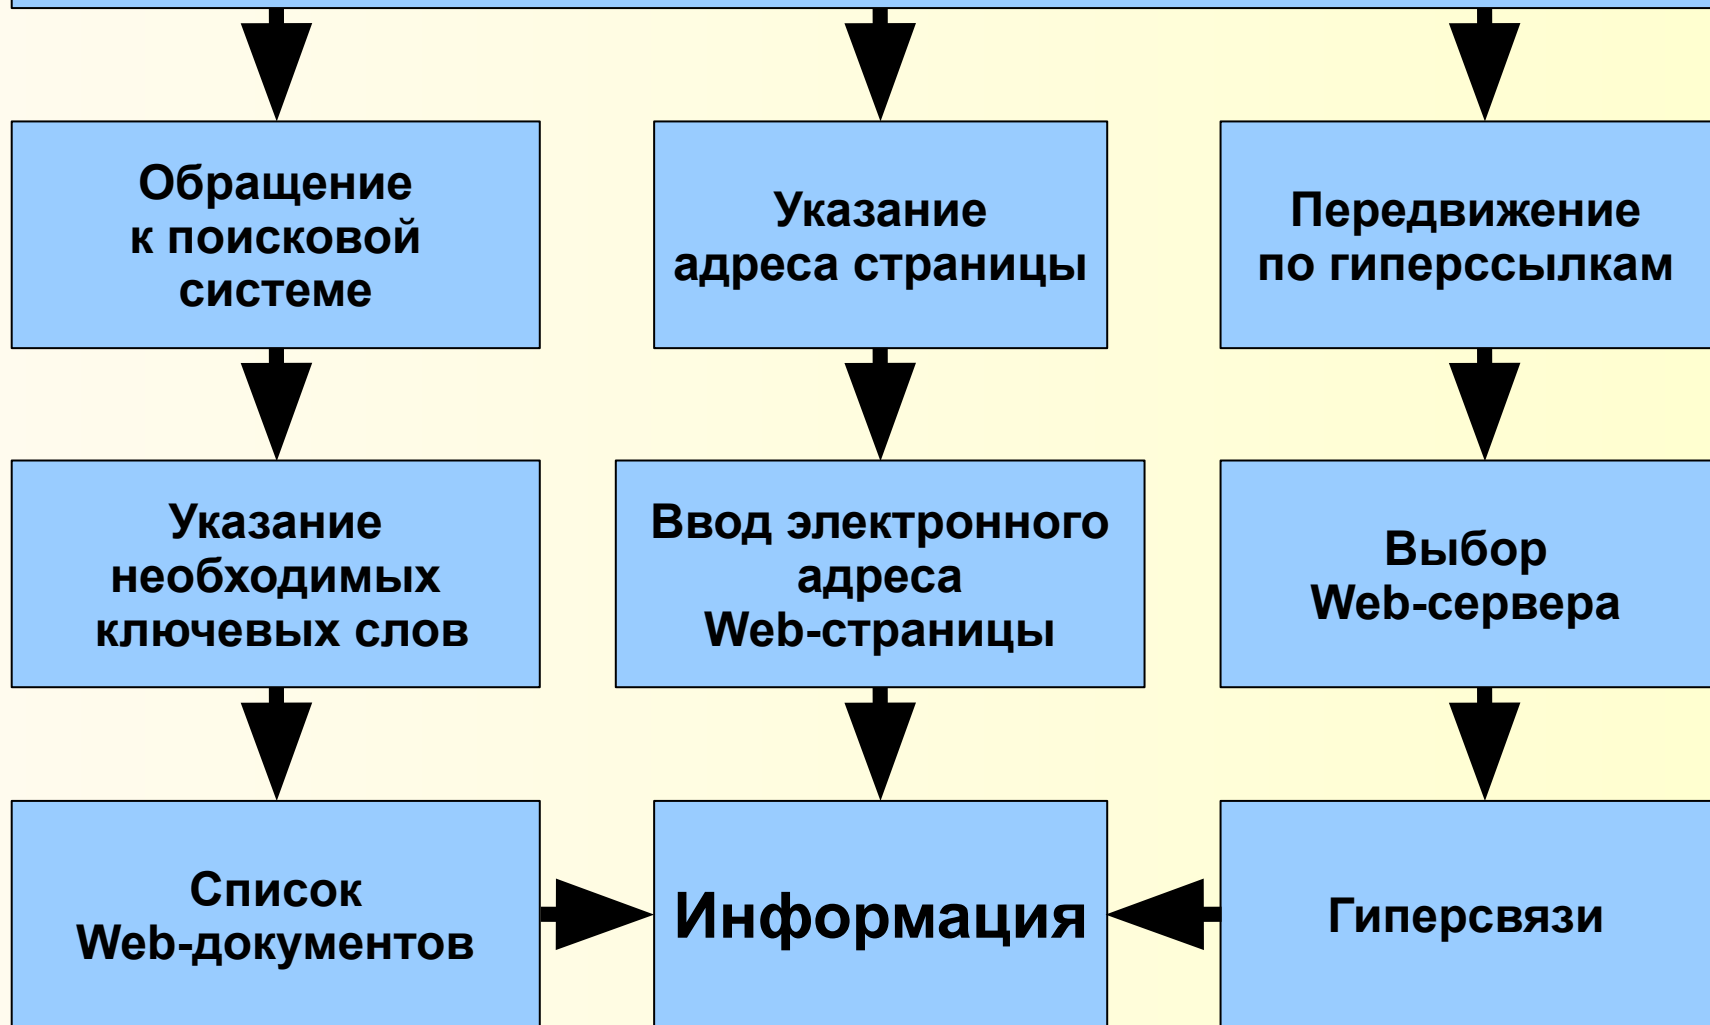 Обращение
к поисковой
системе
Указание
адреса страницы
Передвижение
по гиперссылкам
Указание
необходимых
ключевых слов
Ввод электронного
адреса
Web-страницы
Выбор
Web-сервера
Список
Web-документов
Информация
Гиперсвязи